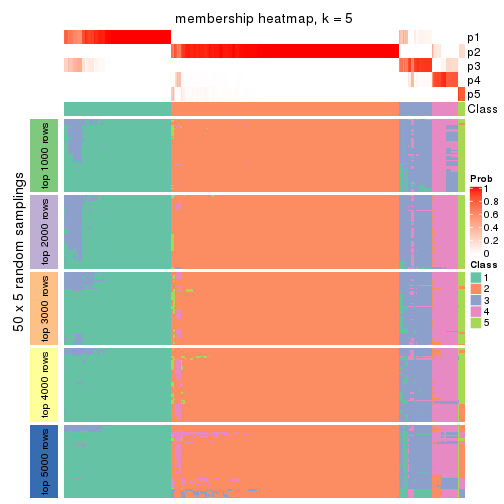 membership heatmap, k = 5
p1
p2
p3
p4
p5
Class
50 x 5 random samplings
top 1000 rows
top 2000 rows
top 3000 rows
top 4000 rows
top 5000 rows
Prob
1
0.8
0.6
0.4
0.2
0
Class
1
2
3
4
5